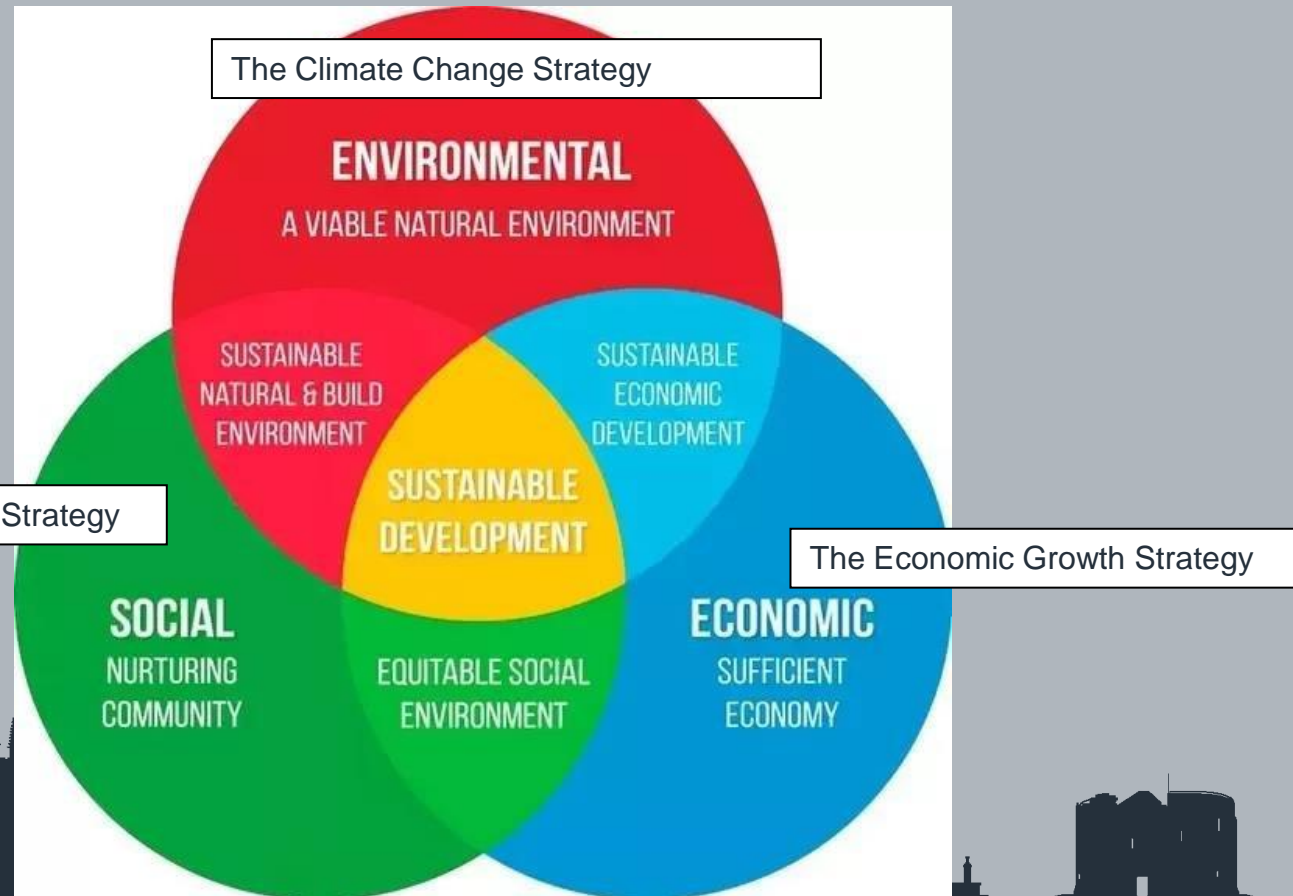 The Climate Change Strategy
ENVIRONMENTAL
A VIABLE NATURAL ENVIRONMENT
SUSTAINABLE
NATURAL & BUILD
ENVIRONMENT
SUSTAINABLE
ECONOMIC
DEVELOPMENT
SUSTAINABLE
DEVELOPMENT
Strategy
The Economic Growth Strategy
SOCIAL
NURTURING
COMMUNITY
EQUITABLE SOCIAL
ENVIRONMENT
ECONOMIC
SUFFICIENT
ECONOMY